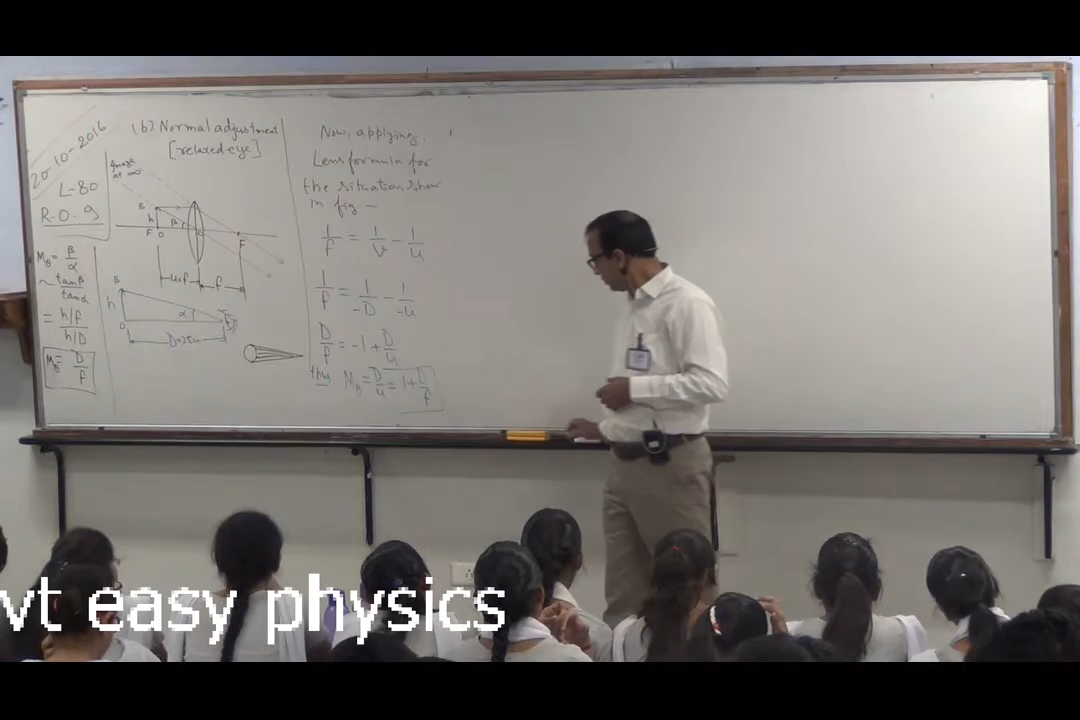 20-10-2016
L-80
R.O.9
Mθ = β/α
~ tanβ/tanα
= h/f / h/D
Mθ = D/f
(b) Normal adjustment
[relaxed eye]
Image
at ∞
B
h
β
F O
C
F
u=f
f
B
h
O
α
D=25cm
Now, applying,
Lens formula for
the situation show
in fig —
1/f = 1/v - 1/u
1/f = 1/-D - 1/-u
D/f = -1 + D/u
thus Mθ = D/u = 1 + D/f
vt easy physics